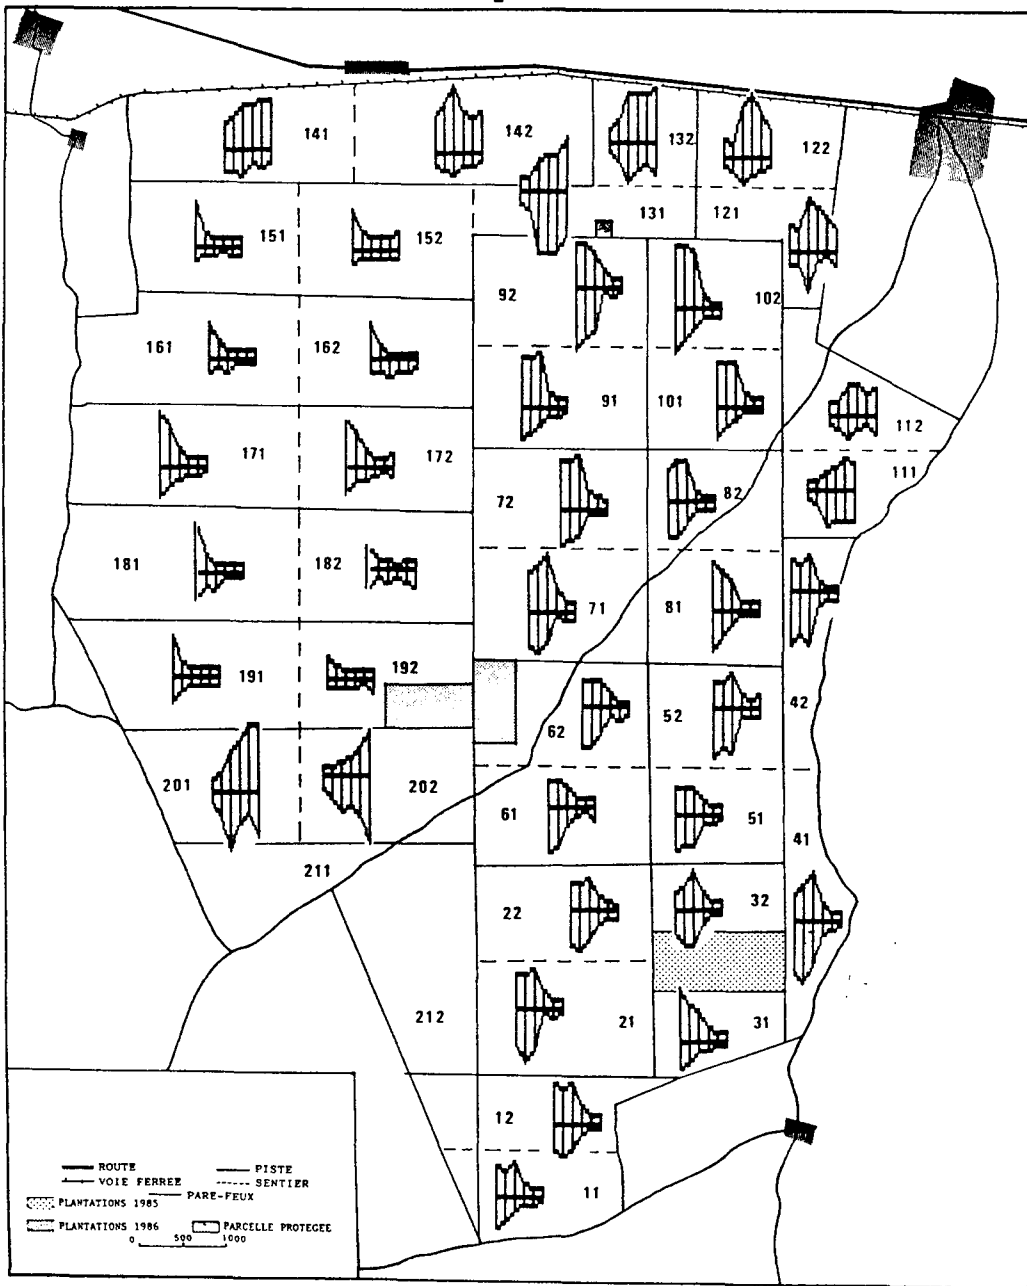 141 142 132 122
131 121
151 152
92 102
161 162
91 101
112
171 172
111
72 82
181 182
71 81
191 192
62 52 42
201 202
61 51
41
211
22 32
212 21 31
12
11
ROUTE PISTE
VOIE FERREE SENTIER
PARE-FEUX
PLANTATIONS 1985
PLANTATIONS 1986 PARCELLE PROTEGEE
0 500 1000